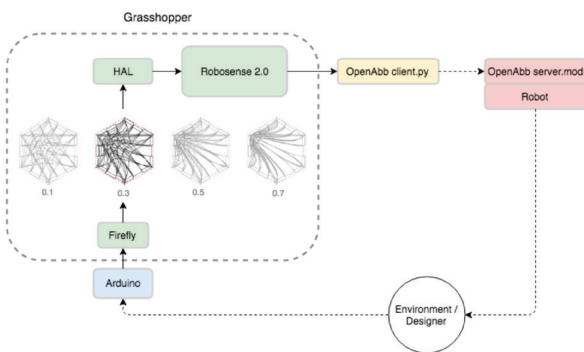 Grasshopper
HAL
Robosense 2.0
OpenAbb client.py
OpenAbb server.mod
Robot
0.1
0.3
0.5
0.7
Firefly
Arduino
Environment /
Designer